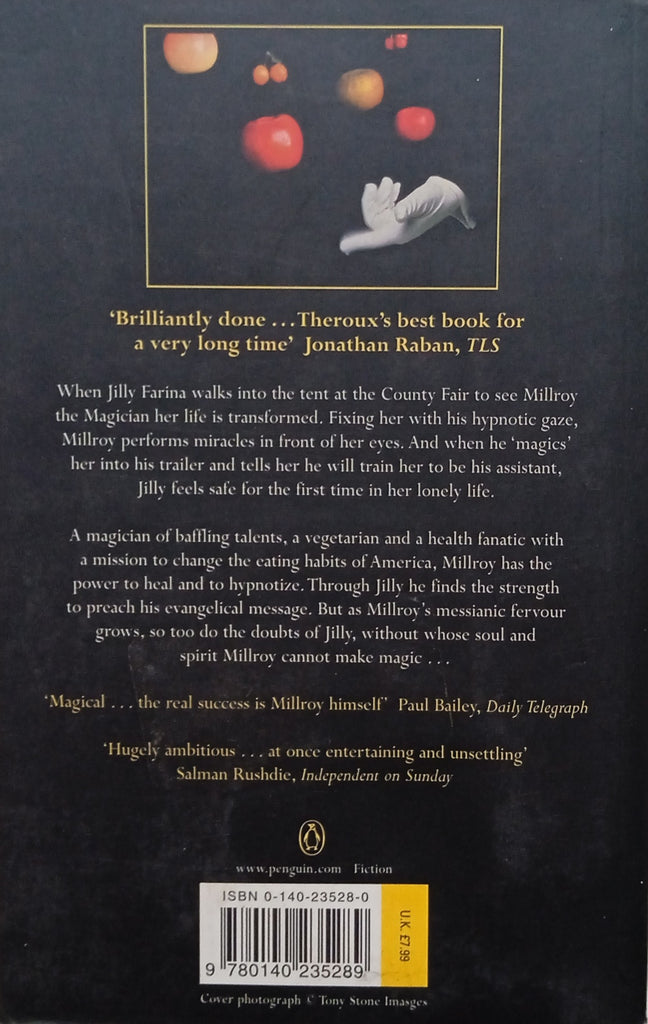 ‘Brilliantly done ... Theroux’s best book for
a very long time’ Jonathan Raban, TLS
When Jilly Farina walks into the tent at the County Fair to see Millroy
the Magician her life is transformed. Fixing her with his hypnotic gaze,
Millroy performs miracles in front of her eyes. And when he ‘magics’
her into his trailer and tells her he will train her to be his assistant,
Jilly feels safe for the first time in her lonely life.
A magician of baffling talents, a vegetarian and a health fanatic with
a mission to change the eating habits of America, Millroy has the
power to heal and to hypnotize. Through Jilly he finds the strength
to preach his evangelical message. But as Millroy’s messianic fervour
grows, so too do the doubts of Jilly, without whose soul and
spirit Millroy cannot make magic ...
‘Magical ... the real success is Millroy himself’ Paul Bailey, Daily Telegraph
‘Hugely ambitious ... at once entertaining and unsettling’
Salman Rushdie, Independent on Sunday
www.penguin.com Fiction
ISBN 0-140-23528-0
U.K. £7.99
9 780140 235289
Cover photograph © Tony Stone Imasges